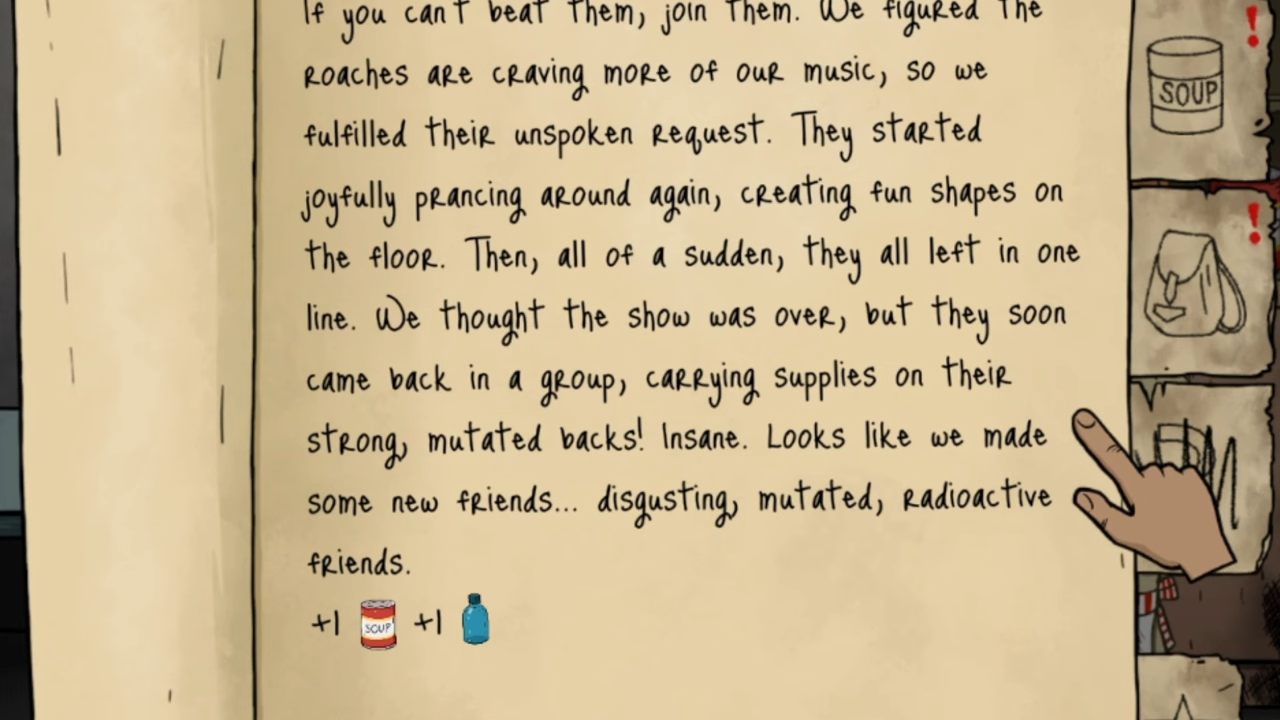 If you can't beat them, join them. We figured the
roaches are craving more of our music, so we
fulfilled their unspoken request. They started
joyfully prancing around again, creating fun shapes on
the floor. Then, all of a sudden, they all left in one
line. We thought the show was over, but they soon
came back in a group, carrying supplies on their
strong, mutated backs! Insane. Looks like we made
some new friends... disgusting, mutated, radioactive
friends.
+1 SOUP +1
!
SOUP
!